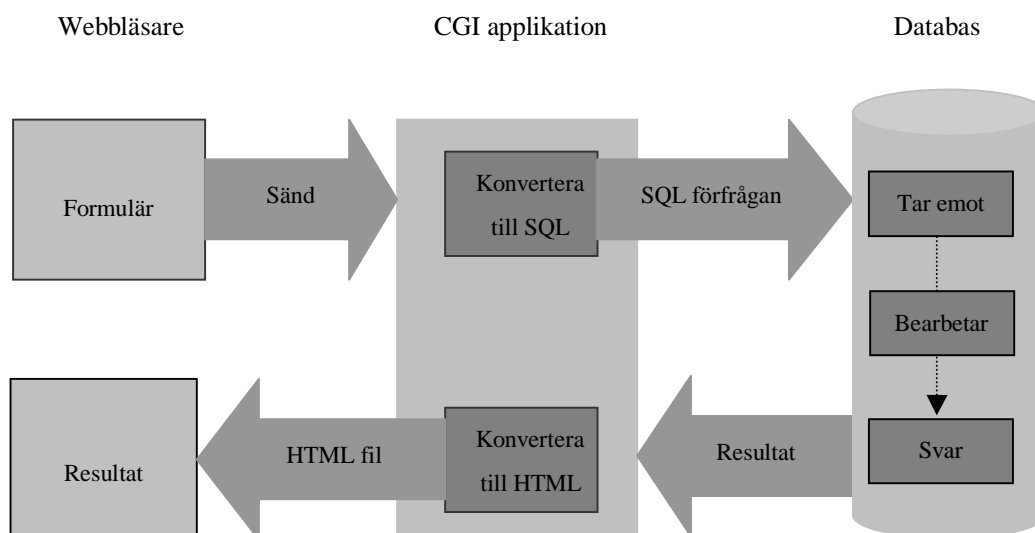 Webbläsare
CGI applikation
Databas
Formulär
Sänd
Konvertera
till SQL
SQL förfrågan
Tar emot
Bearbetar
Svar
Resultat
Konvertera
till HTML
HTML fil
Resultat